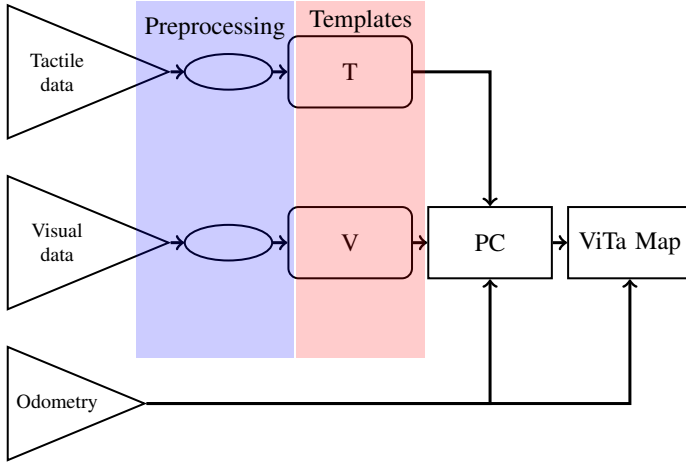 Preprocessing
Templates
Tactile
data
T
Visual
data
V
PC
ViTa Map
Odometry